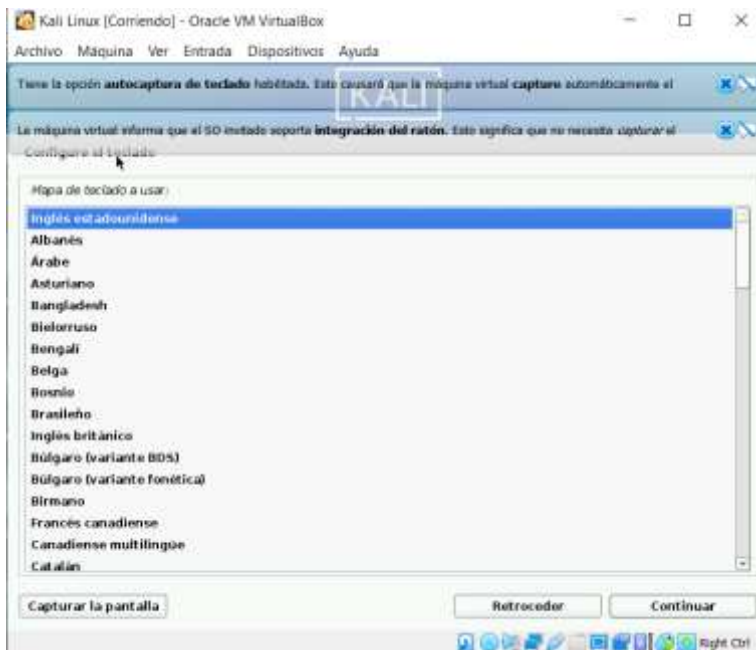 Kali Linux [Corriendo] - Oracle VM VirtualBox
Archivo Máquina Ver Entrada Dispositivos Ayuda
Tiene la opción autocaptura de teclado habilitada. Esto causará que la máquina virtual capture automáticamente el
KALI
La máquina virtual informa que el SO invitado soporta integración del ratón. Esto significa que no necesita capturar el
Configure el teclado
Mapa de teclado a usar:
Inglés estadounidense
Albanés
Árabe
Asturiano
Bangladesh
Bielorruso
Bengalí
Belga
Bosnio
Brasileño
Inglés británico
Búlgaro (variante BDS)
Búlgaro (variante fonética)
Birmano
Francés canadiense
Canadiense multilingüe
Catalán
Capturar la pantalla Retroceder Continuar
Right Ctrl